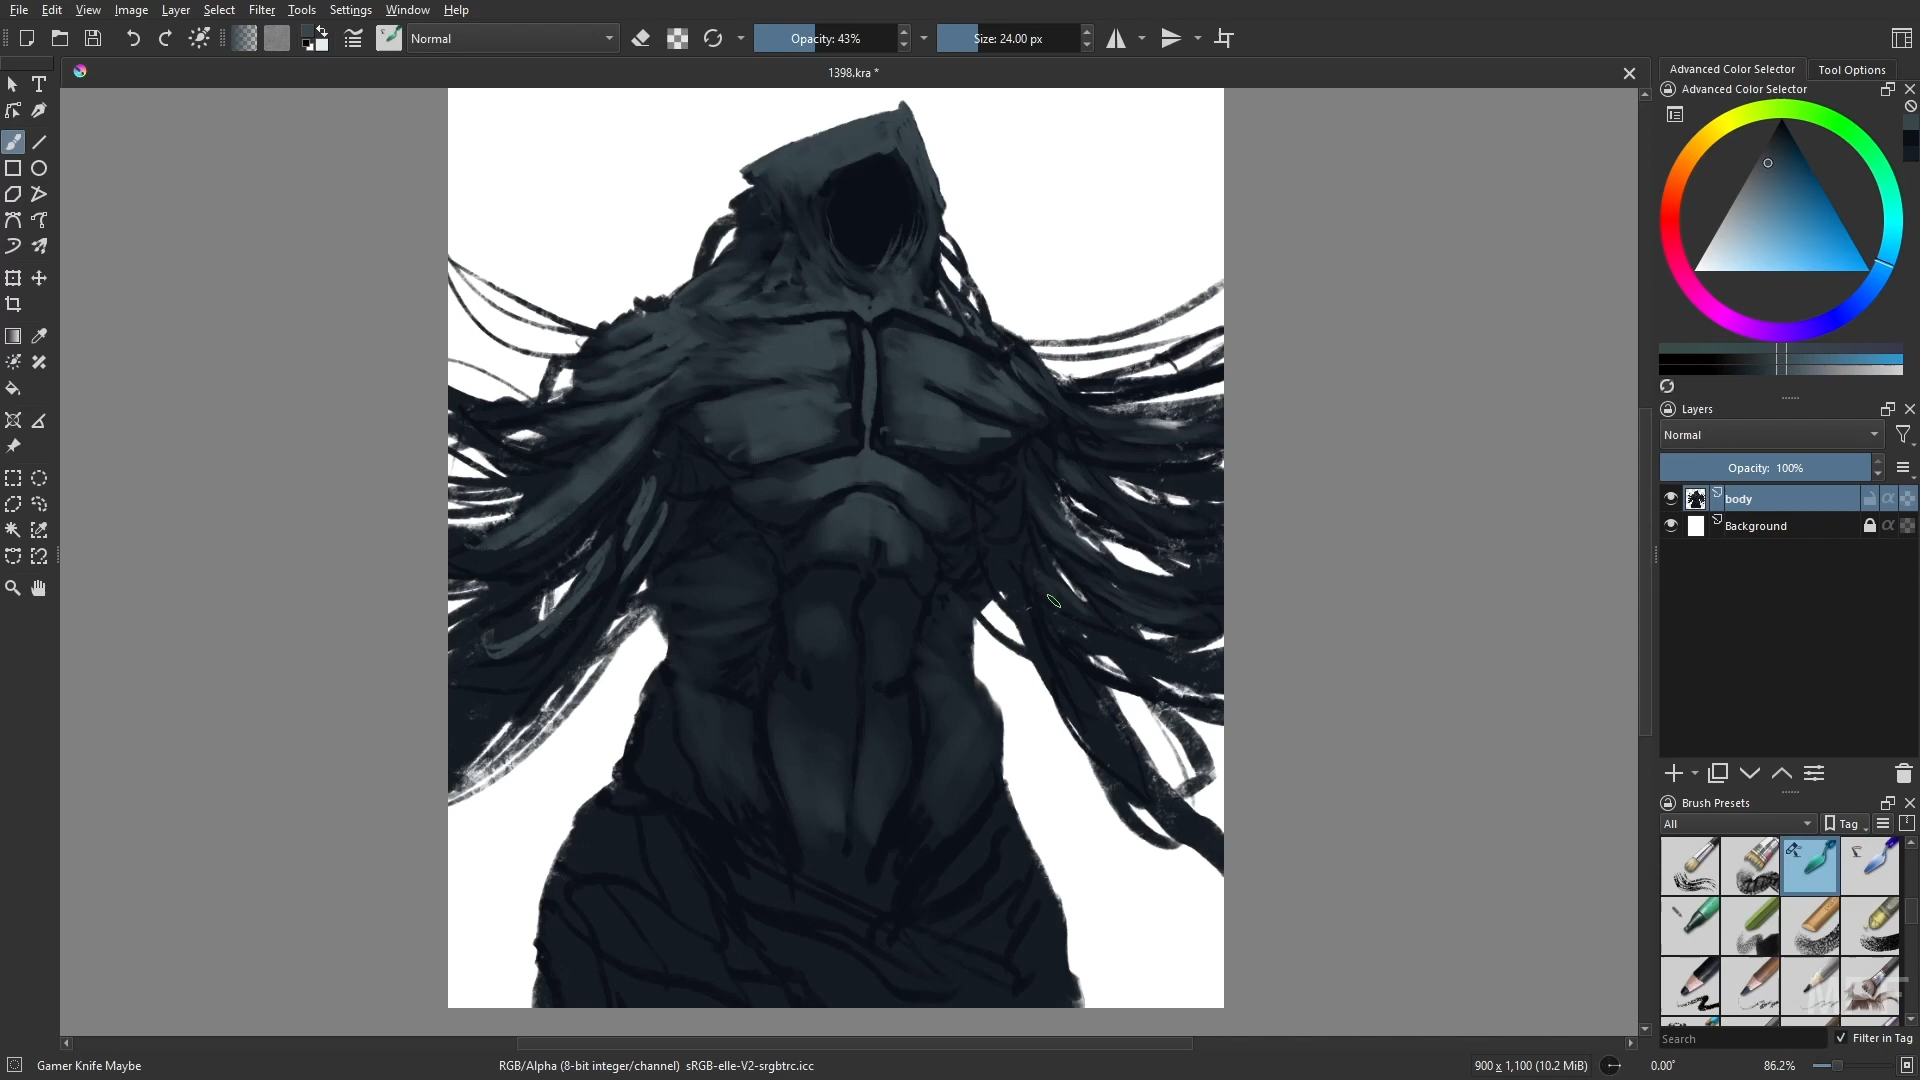 File Edit View Image Layer Select Filter Tools Settings Window Help
Normal
Opacity: 43%
Size: 24.00 px
1398.kra *
Advanced Color Selector
Tool Options
Advanced Color Selector
Layers
Normal
Opacity: 100%
body
Background
Brush Presets
All
Tag
Search
Filter in Tag
Gamer Knife Maybe
RGB/Alpha (8-bit integer/channel) sRGB-elle-V2-srgbtrc.icc
900 x 1,100 (10.2 MiB)
0.00°
86.2%